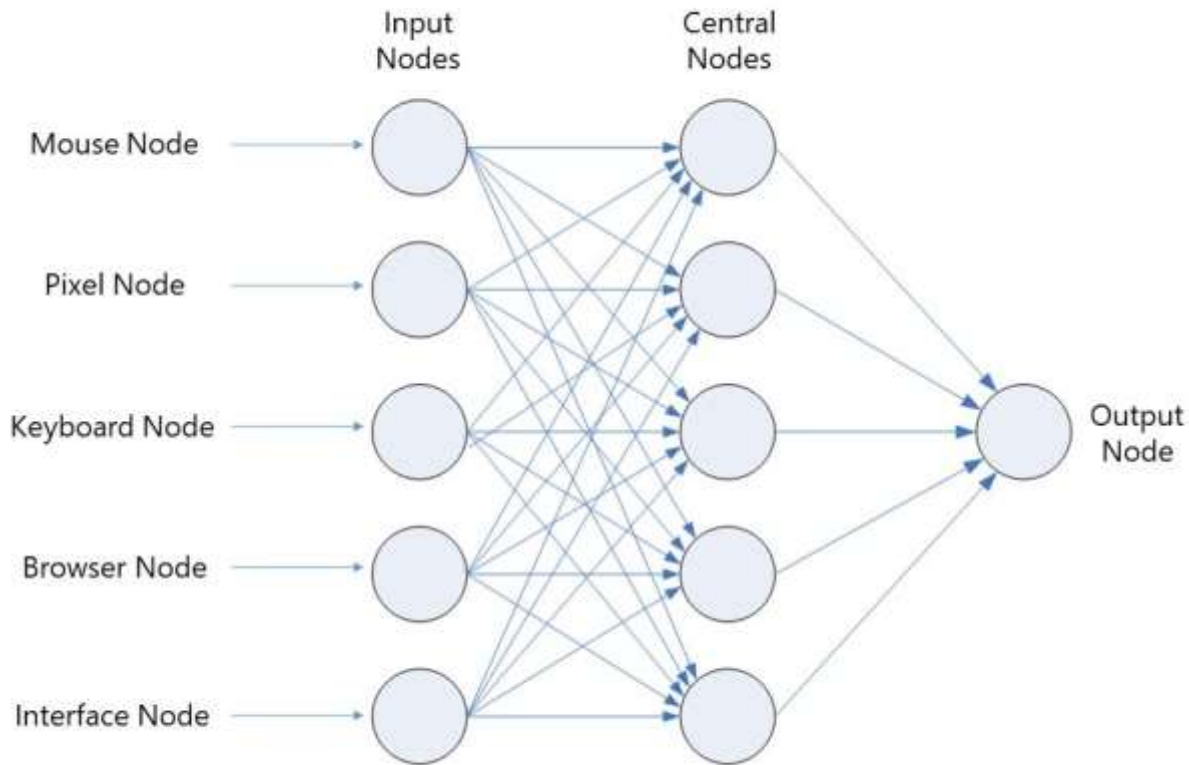 Input
Nodes
Central
Nodes
Mouse Node
Pixel Node
Keyboard Node
Output
Node
Browser Node
Interface Node